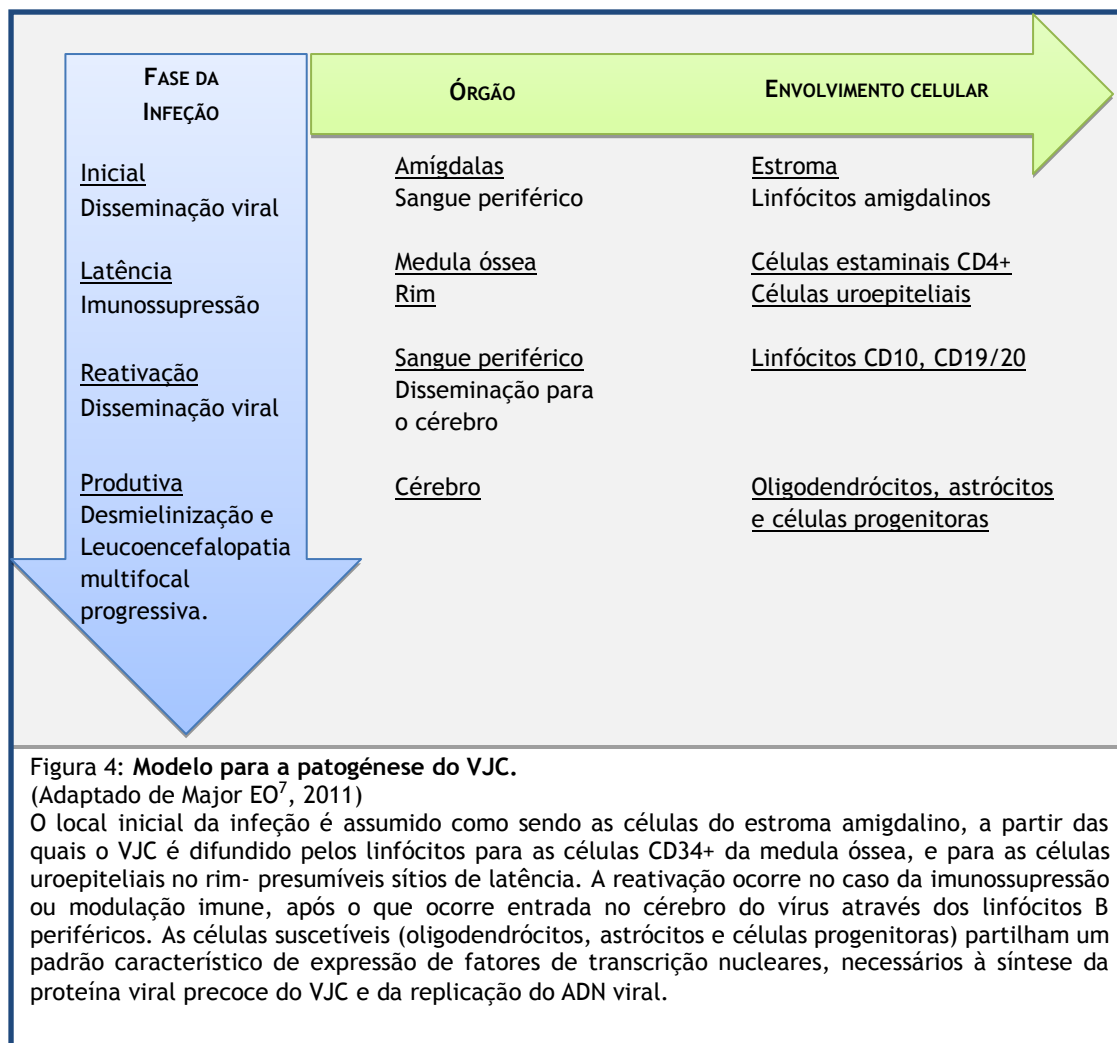 FASE DA
INFEÇÃO
ÓRGÃO
ENVOLVIMENTO CELULAR
Inicial
Disseminação viral
Amígdalas
Sangue periférico
Estroma
Linfócitos amigdalinos
Latência
Imunossupressão
Medula óssea
Rim
Células estaminais CD4+
Células uroepiteliais
Reativação
Disseminação viral
Sangue periférico
Disseminação para
o cérebro
Linfócitos CD10, CD19/20
Produtiva
Desmielinização e
Leucoencefalopatia
multifocal
progressiva.
Cérebro
Oligodendrócitos, astrócitos
e células progenitoras
Figura 4: Modelo para a patogénese do VJC.
(Adaptado de Major EO7, 2011)
O local inicial da infeção é assumido como sendo as células do estroma amigdalino, a partir das
quais o VJC é difundido pelos linfócitos para as células CD34+ da medula óssea, e para as células
uroepiteliais no rim- presumíveis sítios de latência. A reativação ocorre no caso da imunossupressão
ou modulação imune, após o que ocorre entrada no cérebro do vírus através dos linfócitos B
periféricos. As células suscetíveis (oligodendrócitos, astrócitos e células progenitoras) partilham um
padrão característico de expressão de fatores de transcrição nucleares, necessários à síntese da
proteína viral precoce do VJC e da replicação do ADN viral.